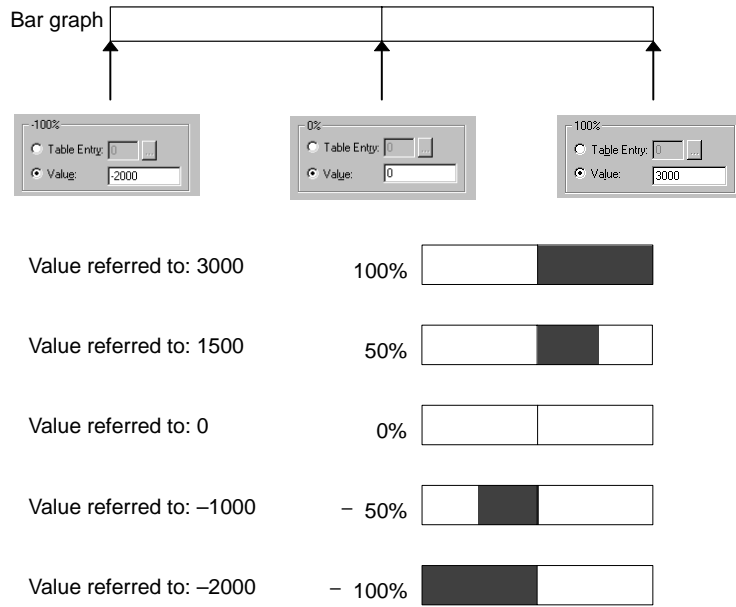 Bar graph
-100%
Table Entry: 0 ...
Value: -2000
0%
Table Entry: 0 ...
Value: 0
100%
Table Entry: 0 ...
Value: 3000
Value referred to: 3000 100%
Value referred to: 1500 50%
Value referred to: 0 0%
Value referred to: –1000 – 50%
Value referred to: –2000 – 100%